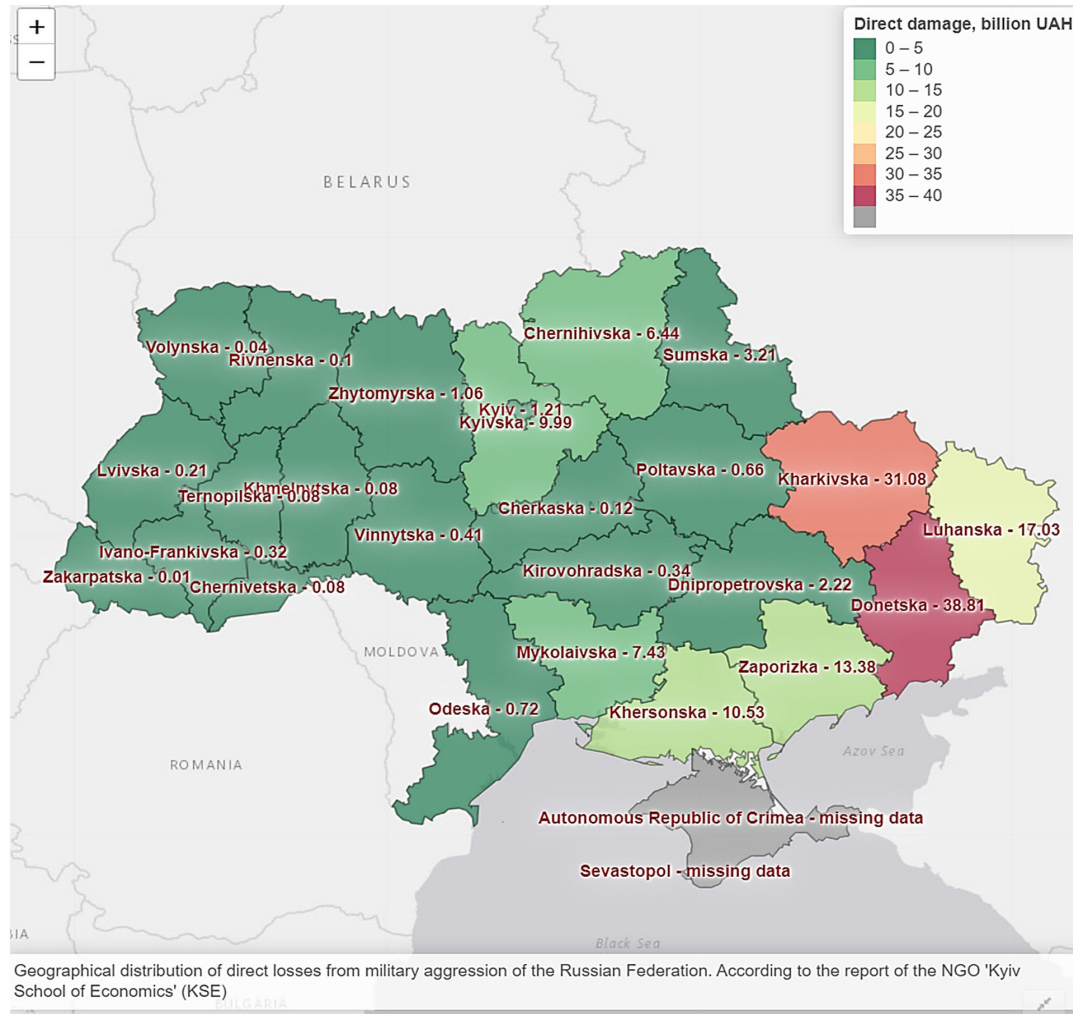 +
−
Direct damage, billion UAH
0 – 5
5 – 10
10 – 15
15 – 20
20 – 25
25 – 30
30 – 35
35 – 40
BELARUS
Chernihivska - 6.44
Volynska - 0.04
Rivnenska - 0.1
Sumska - 3.21
Zhytomyrska - 1.06
Kyiv - 1.21
Kyivska - 9.99
Lvivska - 0.21
Khmelnytska - 0.08
Ternopilska - 0.08
Poltavska - 0.66
Kharkivska - 31.08
Cherkaska - 0.12
Vinnytska - 0.41
Luhanska - 17.03
Ivano-Frankivska - 0.32
Zakarpatska - 0.01
Chernivetska - 0.08
Kirovohradska - 0.34
Dnipropetrovska - 2.22
Donetska - 38.81
MOLDOVA
Mykolaivska - 7.43
Zaporizka - 13.38
Odeska - 0.72
Khersonska - 10.53
Azov Sea
ROMANIA
Autonomous Republic of Crimea - missing data
Sevastopol - missing data
IA
Black Sea
Geographical distribution of direct losses from military aggression of the Russian Federation. According to the report of the NGO 'Kyiv
School of Economics' (KSE)
BULGARIA